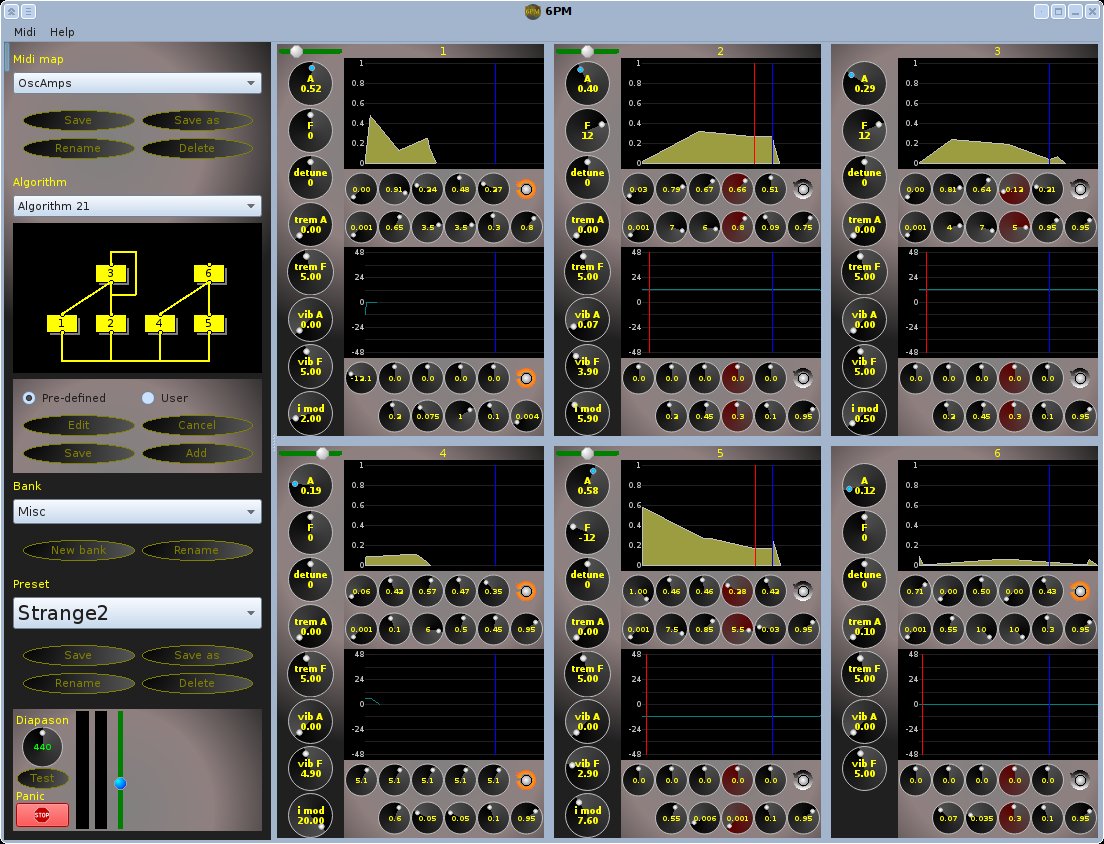 6PM
Midi Help
Midi map
OscAmps
Save Save as
Rename Delete
Algorithm
Algorithm 21
3 6
1 2 4 5
Pre-defined User
Edit Cancel
Save Add
Bank
Misc
New bank Rename
Preset
Strange2
Save Save as
Rename Delete
Diapason
440
Test
Panic
STOP
1
A 0.52
F 0
detune 0
trem A 0.00
trem F 5.00
vib A 0.00
vib F 5.00
i mod 2.00
1
0.8
0.6
0.4
0.2
0
0.00 0.91 0.24 0.48 0.27
0.001 0.65 3.5 3.5 0.3 0.8
48
24
0
-24
-48
-12.1 0.0 0.0 0.0 0.0
0.2 0.075 1 0.1 0.004
2
A 0.40
F 12
detune 0
trem A 0.00
trem F 5.00
vib A 0.07
vib F 3.90
i mod 5.90
1
0.8
0.6
0.4
0.2
0
0.03 0.79 0.67 0.66 0.51
0.001 7 6 0.8 0.09 0.75
48
24
0
-24
-48
0.0 0.0 0.0 0.0 0.0
0.2 0.45 0.3 0.1 0.95
3
A 0.29
F 12
detune 0
trem A 0.00
trem F 5.00
vib A 0.00
vib F 5.00
i mod 0.50
1
0.8
0.6
0.4
0.2
0
0.00 0.81 0.64 0.12 0.21
0.001 4 7 5 0.95 0.95
48
24
0
-24
-48
0.0 0.0 0.0 0.0 0.0
0.2 0.45 0.3 0.1 0.95
4
A 0.19
F 0
detune 0
trem A 0.00
trem F 5.00
vib A 0.00
vib F 4.90
i mod 20.00
1
0.8
0.6
0.4
0.2
0
0.06 0.42 0.57 0.47 0.35
0.001 0.1 6 0.5 0.45 0.95
48
24
0
-24
-48
5.1 5.1 5.1 5.1 5.1
0.6 0.05 0.05 0.1 0.95
5
A 0.58
F -12
detune 0
trem A 0.00
trem F 5.00
vib A 0.00
vib F 2.90
i mod 7.60
1
0.8
0.6
0.4
0.2
0
1.00 0.46 0.46 0.28 0.42
0.001 7.5 0.85 5.5 0.03 0.95
48
24
0
-24
-48
0.0 0.0 0.0 0.0 0.0
0.55 0.006 0.001 0.1 0.95
6
A 0.12
F 0
detune 0
trem A 0.10
trem F 5.00
vib A 0.00
vib F 5.00
1
0.8
0.6
0.4
0.2
0
0.71 0.00 0.50 0.00 0.43
0.001 0.55 10 10 0.3 0.95
48
24
0
-24
-48
0.0 0.0 0.0 0.0 0.0
0.07 0.035 0.3 0.1 0.95